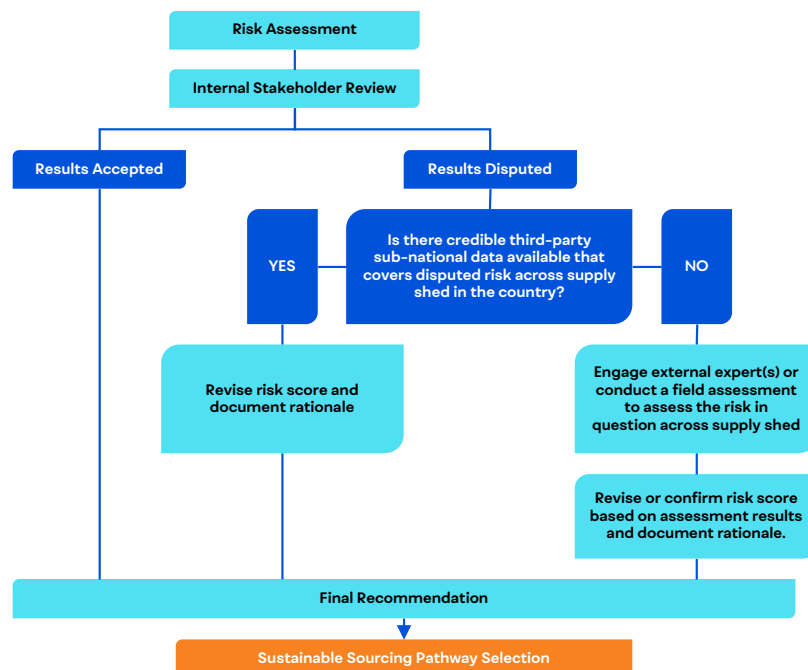 Risk Assessment
Internal Stakeholder Review
Results Accepted
Results Disputed
YES
Is there credible third-party
sub-national data available that
covers disputed risk across supply
shed in the country?
NO
Revise risk score and
document rationale
Engage external expert(s) or
conduct a field assessment
to assess the risk in
question across supply shed
Revise or confirm risk score
based on assessment results
and document rationale.
Final Recommendation
Sustainable Sourcing Pathway Selection